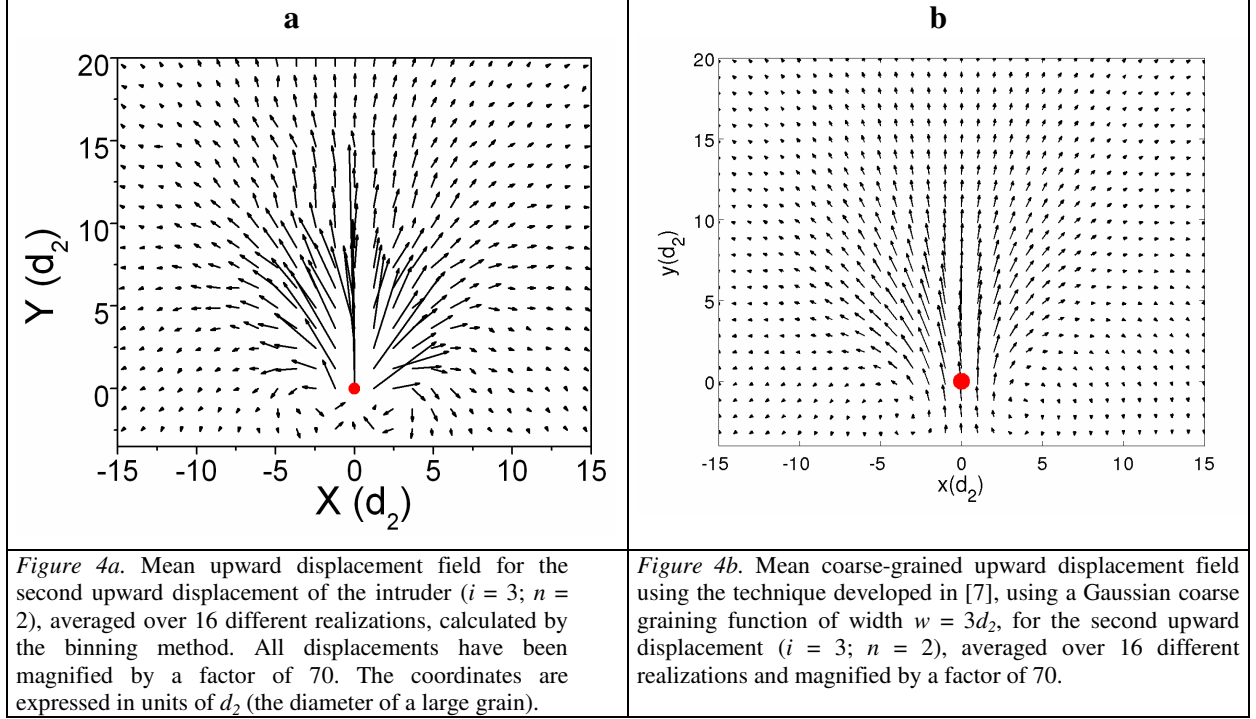 a
20
15
10
5
0
-15 -10 -5 0 5 10 15
Y (d2)
X (d2)
Figure 4a. Mean upward displacement field for the
second upward displacement of the intruder (i = 3; n =
2), averaged over 16 different realizations, calculated by
the binning method. All displacements have been
magnified by a factor of 70. The coordinates are
expressed in units of d2 (the diameter of a large grain).
b
20
15
10
5
0
-15 -10 -5 0 5 10 15
y(d2)
x(d2)
Figure 4b. Mean coarse-grained upward displacement field
using the technique developed in [7], using a Gaussian coarse
graining function of width w = 3d2, for the second upward
displacement (i = 3; n = 2), averaged over 16 different
realizations and magnified by a factor of 70.